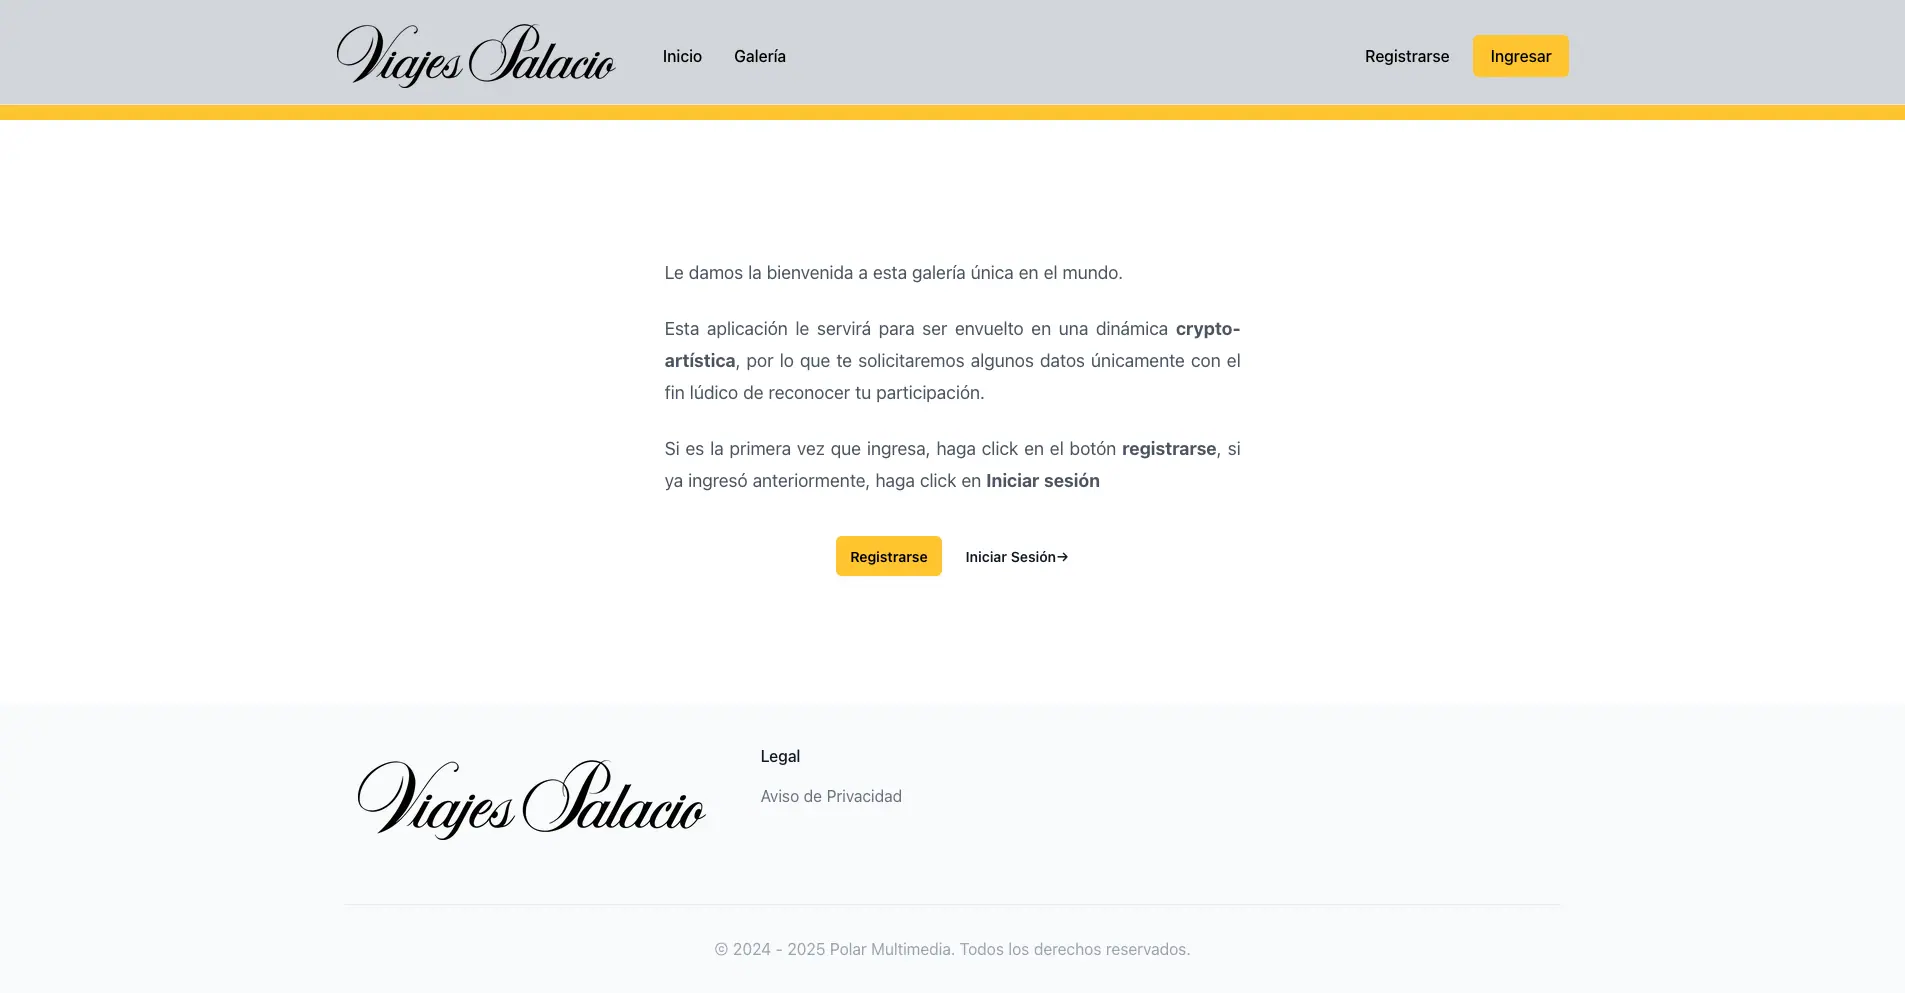 Viajes Palacio
Inicio
Galería
Registrarse
Ingresar
Le damos la bienvenida a esta galería única en el mundo.
Esta aplicación le servirá para ser envuelto en una dinámica crypto-
artística, por lo que te solicitaremos algunos datos únicamente con el
fin lúdico de reconocer tu participación.
Si es la primera vez que ingresa, haga click en el botón registrarse, si
ya ingresó anteriormente, haga click en Iniciar sesión
Registrarse
Iniciar Sesión→
Viajes Palacio
Legal
Aviso de Privacidad
© 2024 - 2025 Polar Multimedia. Todos los derechos reservados.